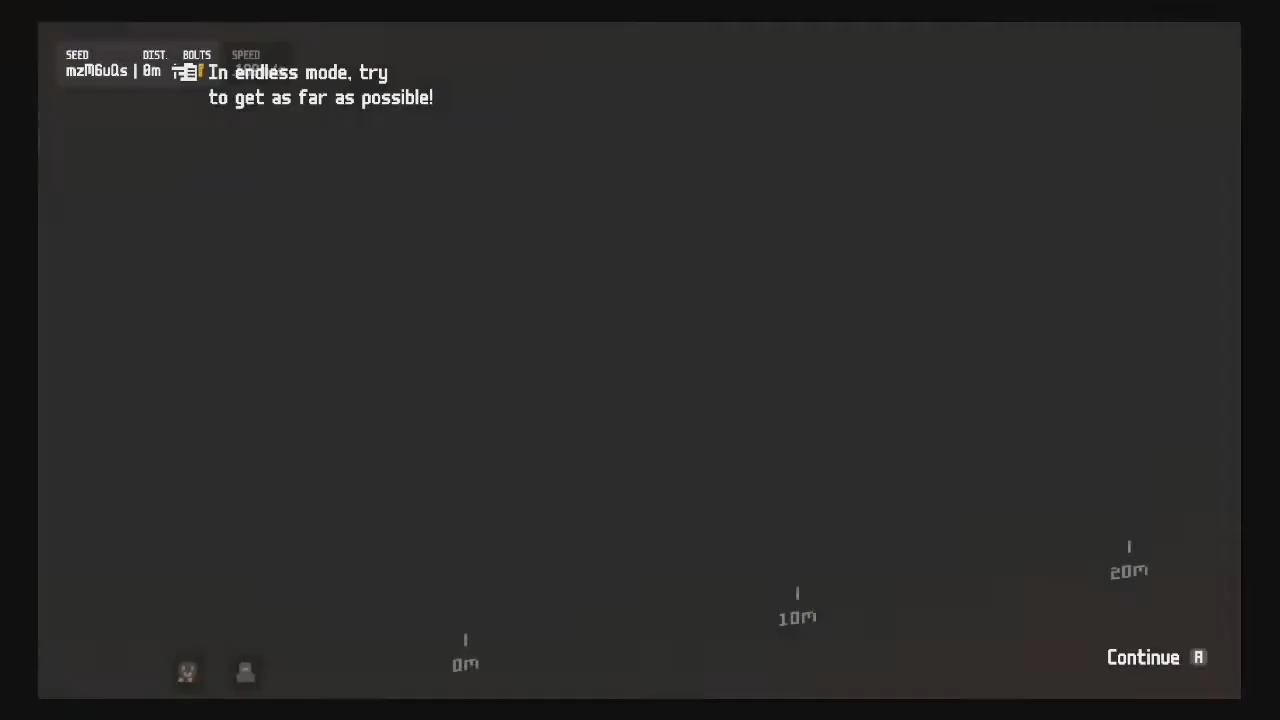 SEED DIST. BOLTS SPEED
mzM6uQs | 0m
In endless mode, try
to get as far as possible!
20m
10m
0m
Continue A